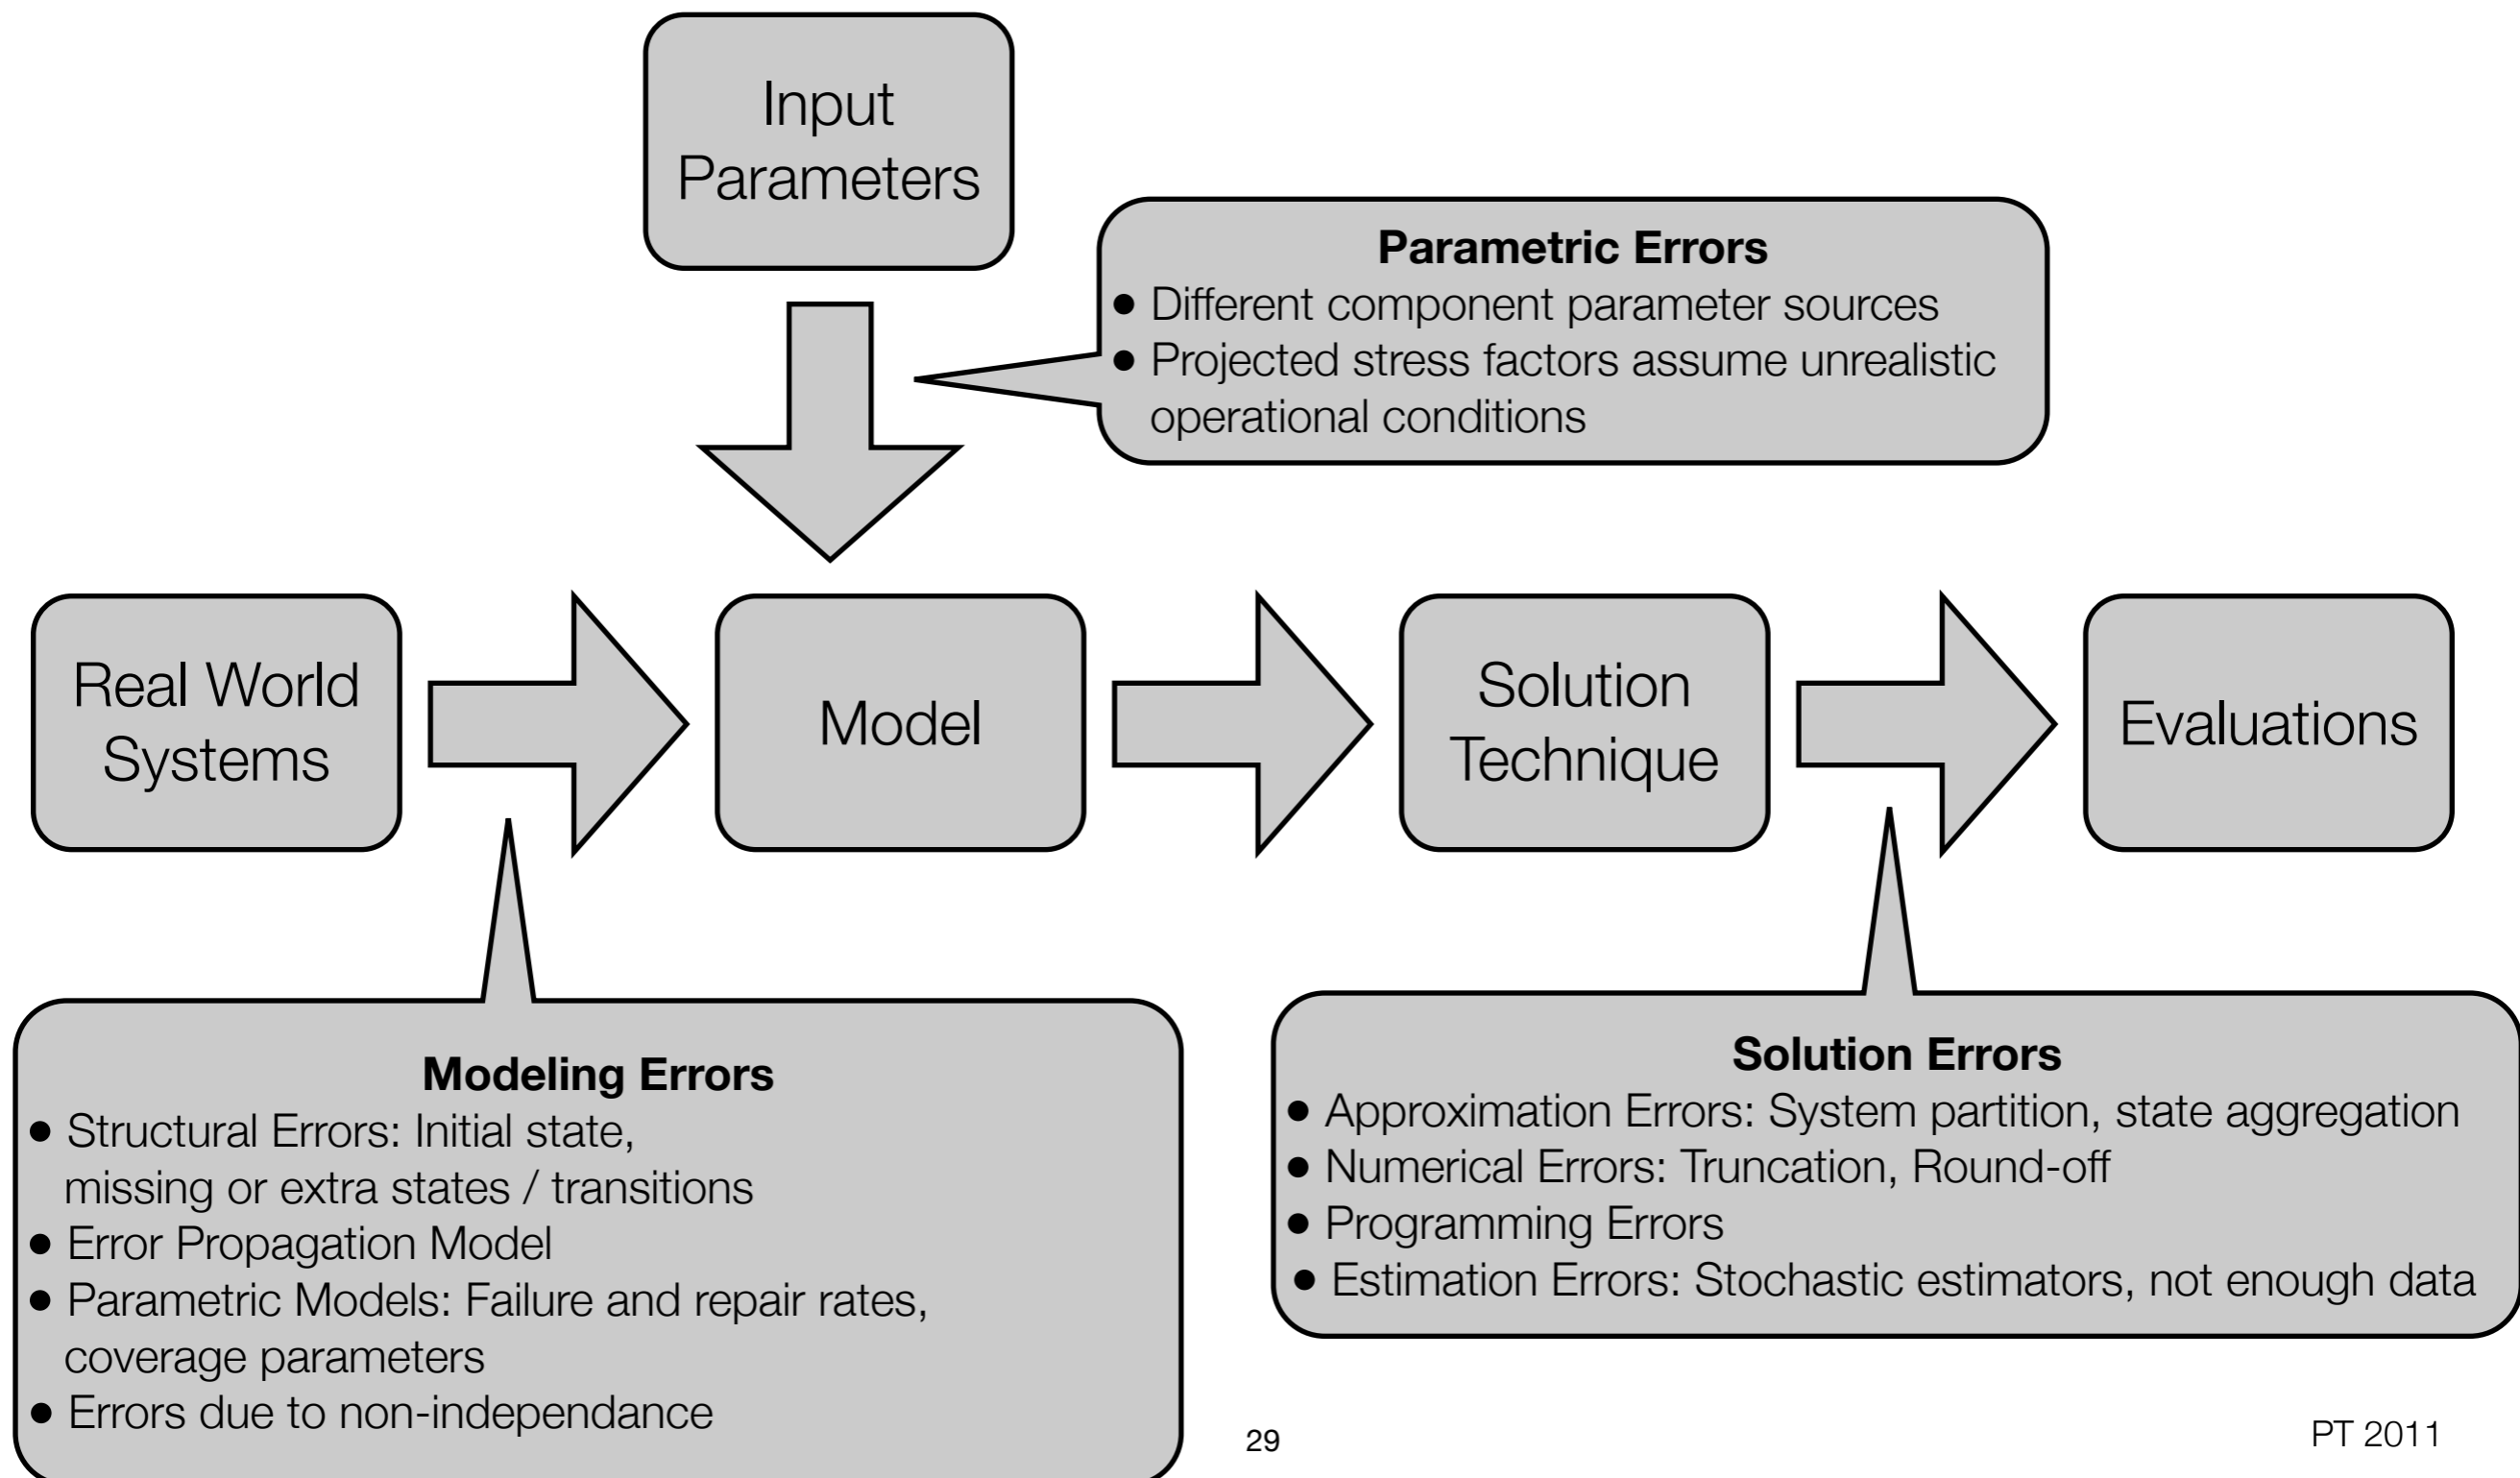 Input
Parameters
Parametric Errors
● Different component parameter sources
● Projected stress factors assume unrealistic
operational conditions
Real World
Systems
Model
Solution
Technique
Evaluations
Modeling Errors
● Structural Errors: Initial state,
missing or extra states / transitions
● Error Propagation Model
● Parametric Models: Failure and repair rates,
coverage parameters
● Errors due to non-independance
Solution Errors
● Approximation Errors: System partition, state aggregation
● Numerical Errors: Truncation, Round-off
● Programming Errors
● Estimation Errors: Stochastic estimators, not enough data
29
PT 2011